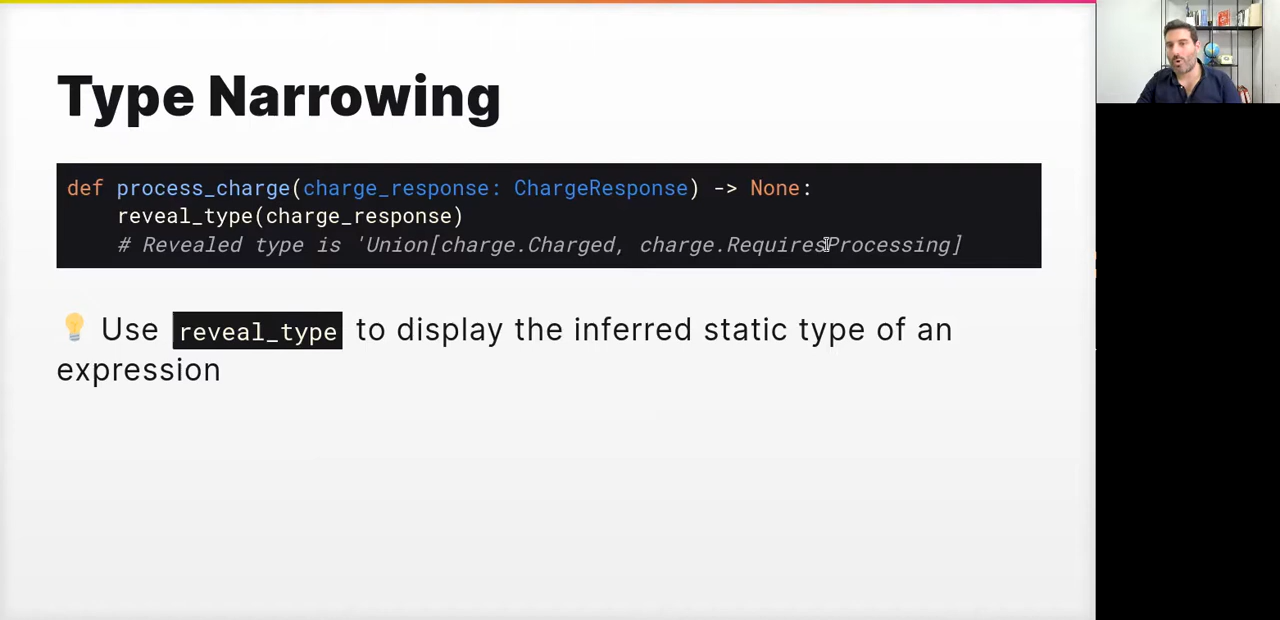 Type Narrowing
def process_charge(charge_response: ChargeResponse) -> None:
    reveal_type(charge_response)
    # Revealed type is 'Union[charge.Charged, charge.RequiresProcessing]
💡 Use reveal_type to display the inferred static type of an
expression